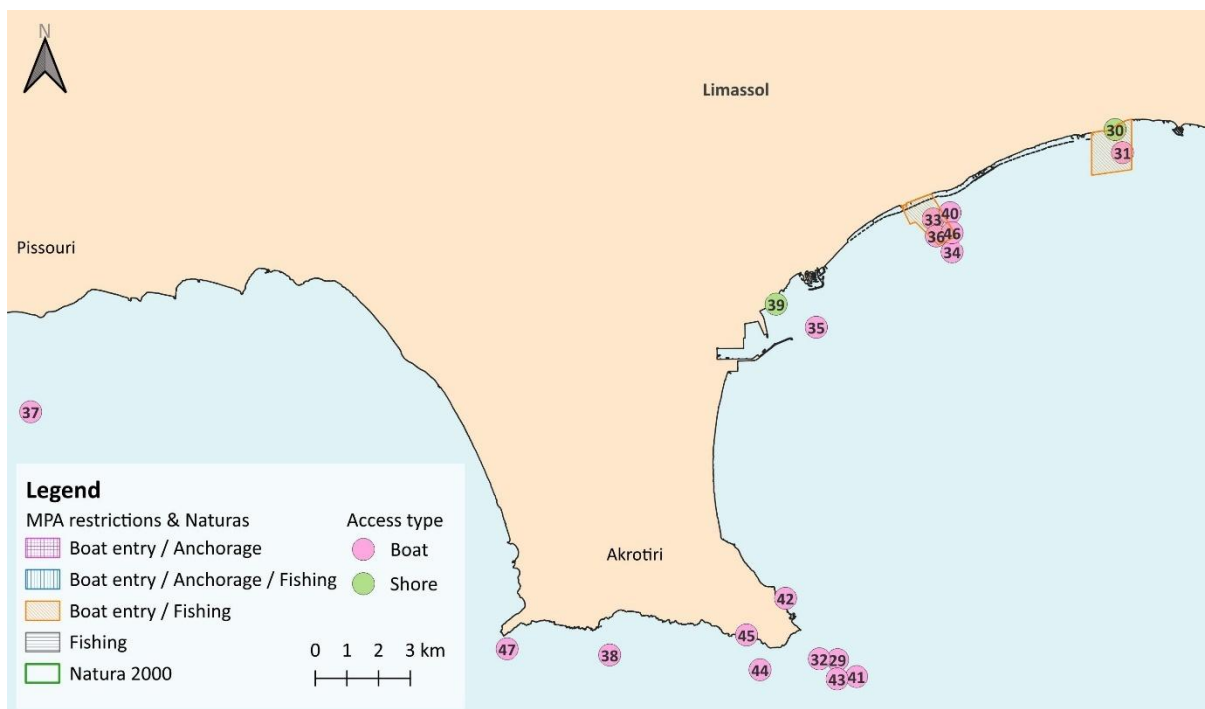 N
Limassol
30
31
40
33
46
36
34
Pissouri
39
35
37
Legend
MPA restrictions & Naturas
Access type
Boat entry / Anchorage
Boat
Boat entry / Anchorage / Fishing
Shore
Boat entry / Fishing
Fishing
Natura 2000
0 1 2 3 km
Akrotiri
42
45
47
38
44
32
29
43
41